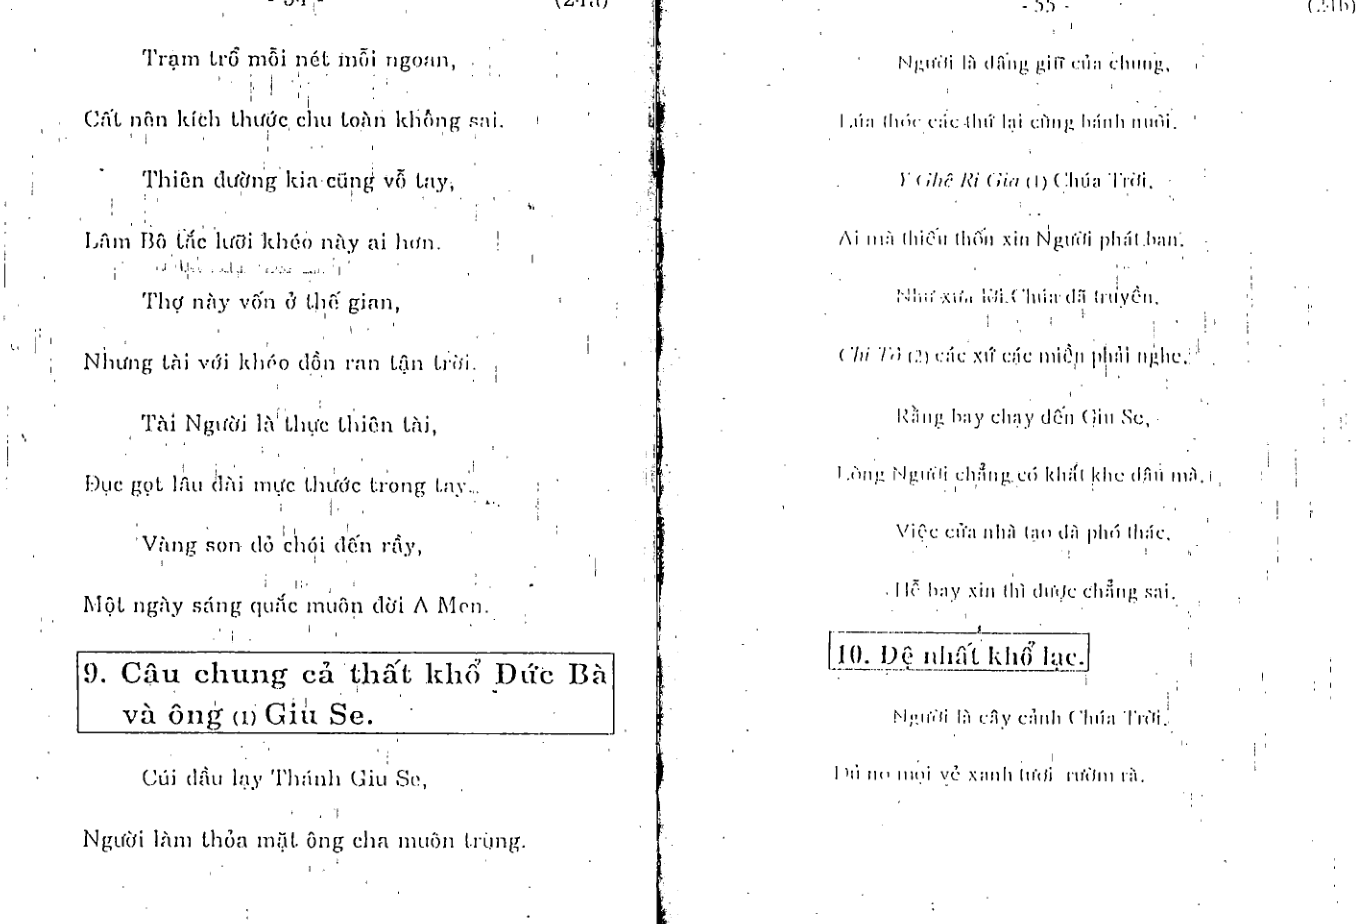 - 54 -
(24a)
Trạm trổ mỗi nét mỗi ngoan,
Cất nên kích thước chu toàn không sai.
Thiên đường kia cũng vỗ tay,
Lâm Bô tắc lưỡi khéo này ai hơn.
Thợ này vốn ở thế gian,
Nhưng tài với khéo dồn ran tận trời.
Tài Người là thực thiên tài,
Đục gọt lâu đài mực thước trong tay.
Vàng son đỏ chói đến rầy,
Một ngày sáng quắc muôn đời A Men.
9. Câu chung cả thất khổ Đức Bà
và ông (1) Giu Se.
Cúi đầu lạy Thánh Giu Se,
Người làm thỏa mặt ông cha muôn trùng.
- 55 -
(24b)
Người là đấng giữ của chung,
Lúa thóc các thứ lại cùng bánh nuôi.
Y Ghê Ri Gia (1) Chúa Trời,
Ai mà thiếu thốn xin Người phát ban.
Như xưa lời Chúa đã truyền,
Chi Tô (2) các xứ các miền phải nghe.
Rằng bay chạy đến Giu Se,
Lòng Người chẳng có khắt khe đâu mà.
Việc cửa nhà tạo đà phó thác,
Hễ bay xin thì được chẳng sai.
10. Đệ nhất khổ lạc.
Người là cây cảnh Chúa Trời,
Đủ no mọi vẻ xanh tươi rườm rà.